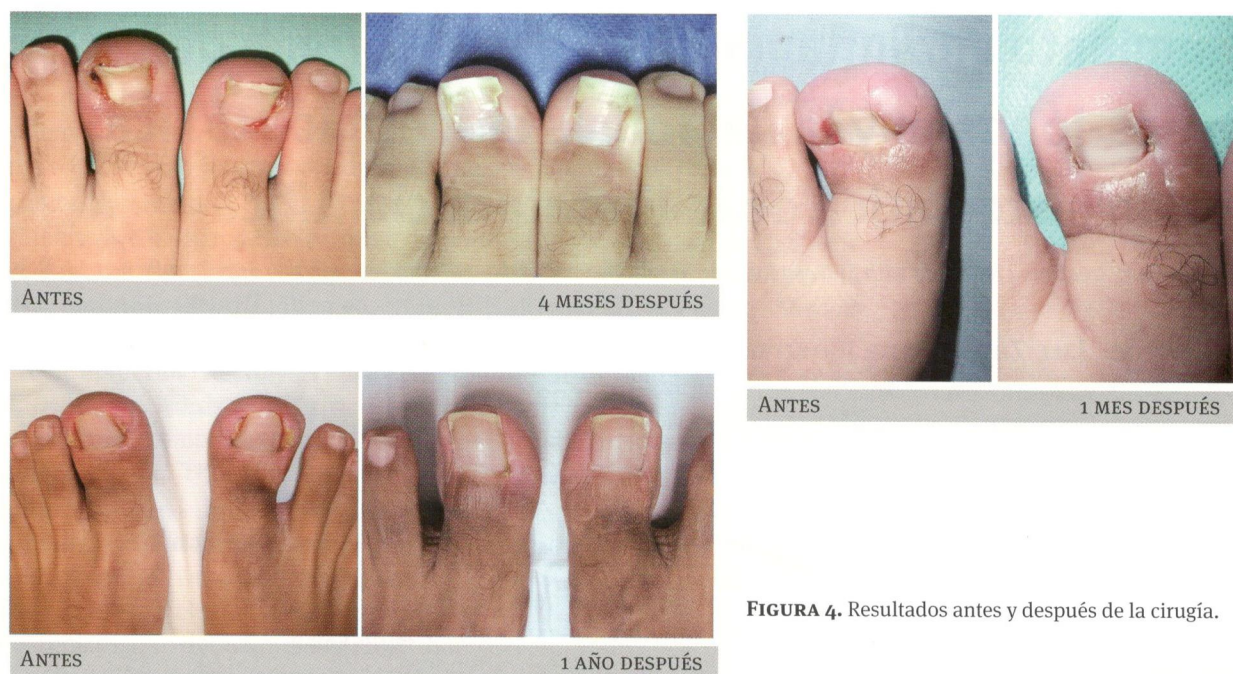 ANTES 4 MESES DESPUÉS
ANTES 1 MES DESPUÉS
ANTES 1 AÑO DESPUÉS
FIGURA 4. Resultados antes y después de la cirugía.